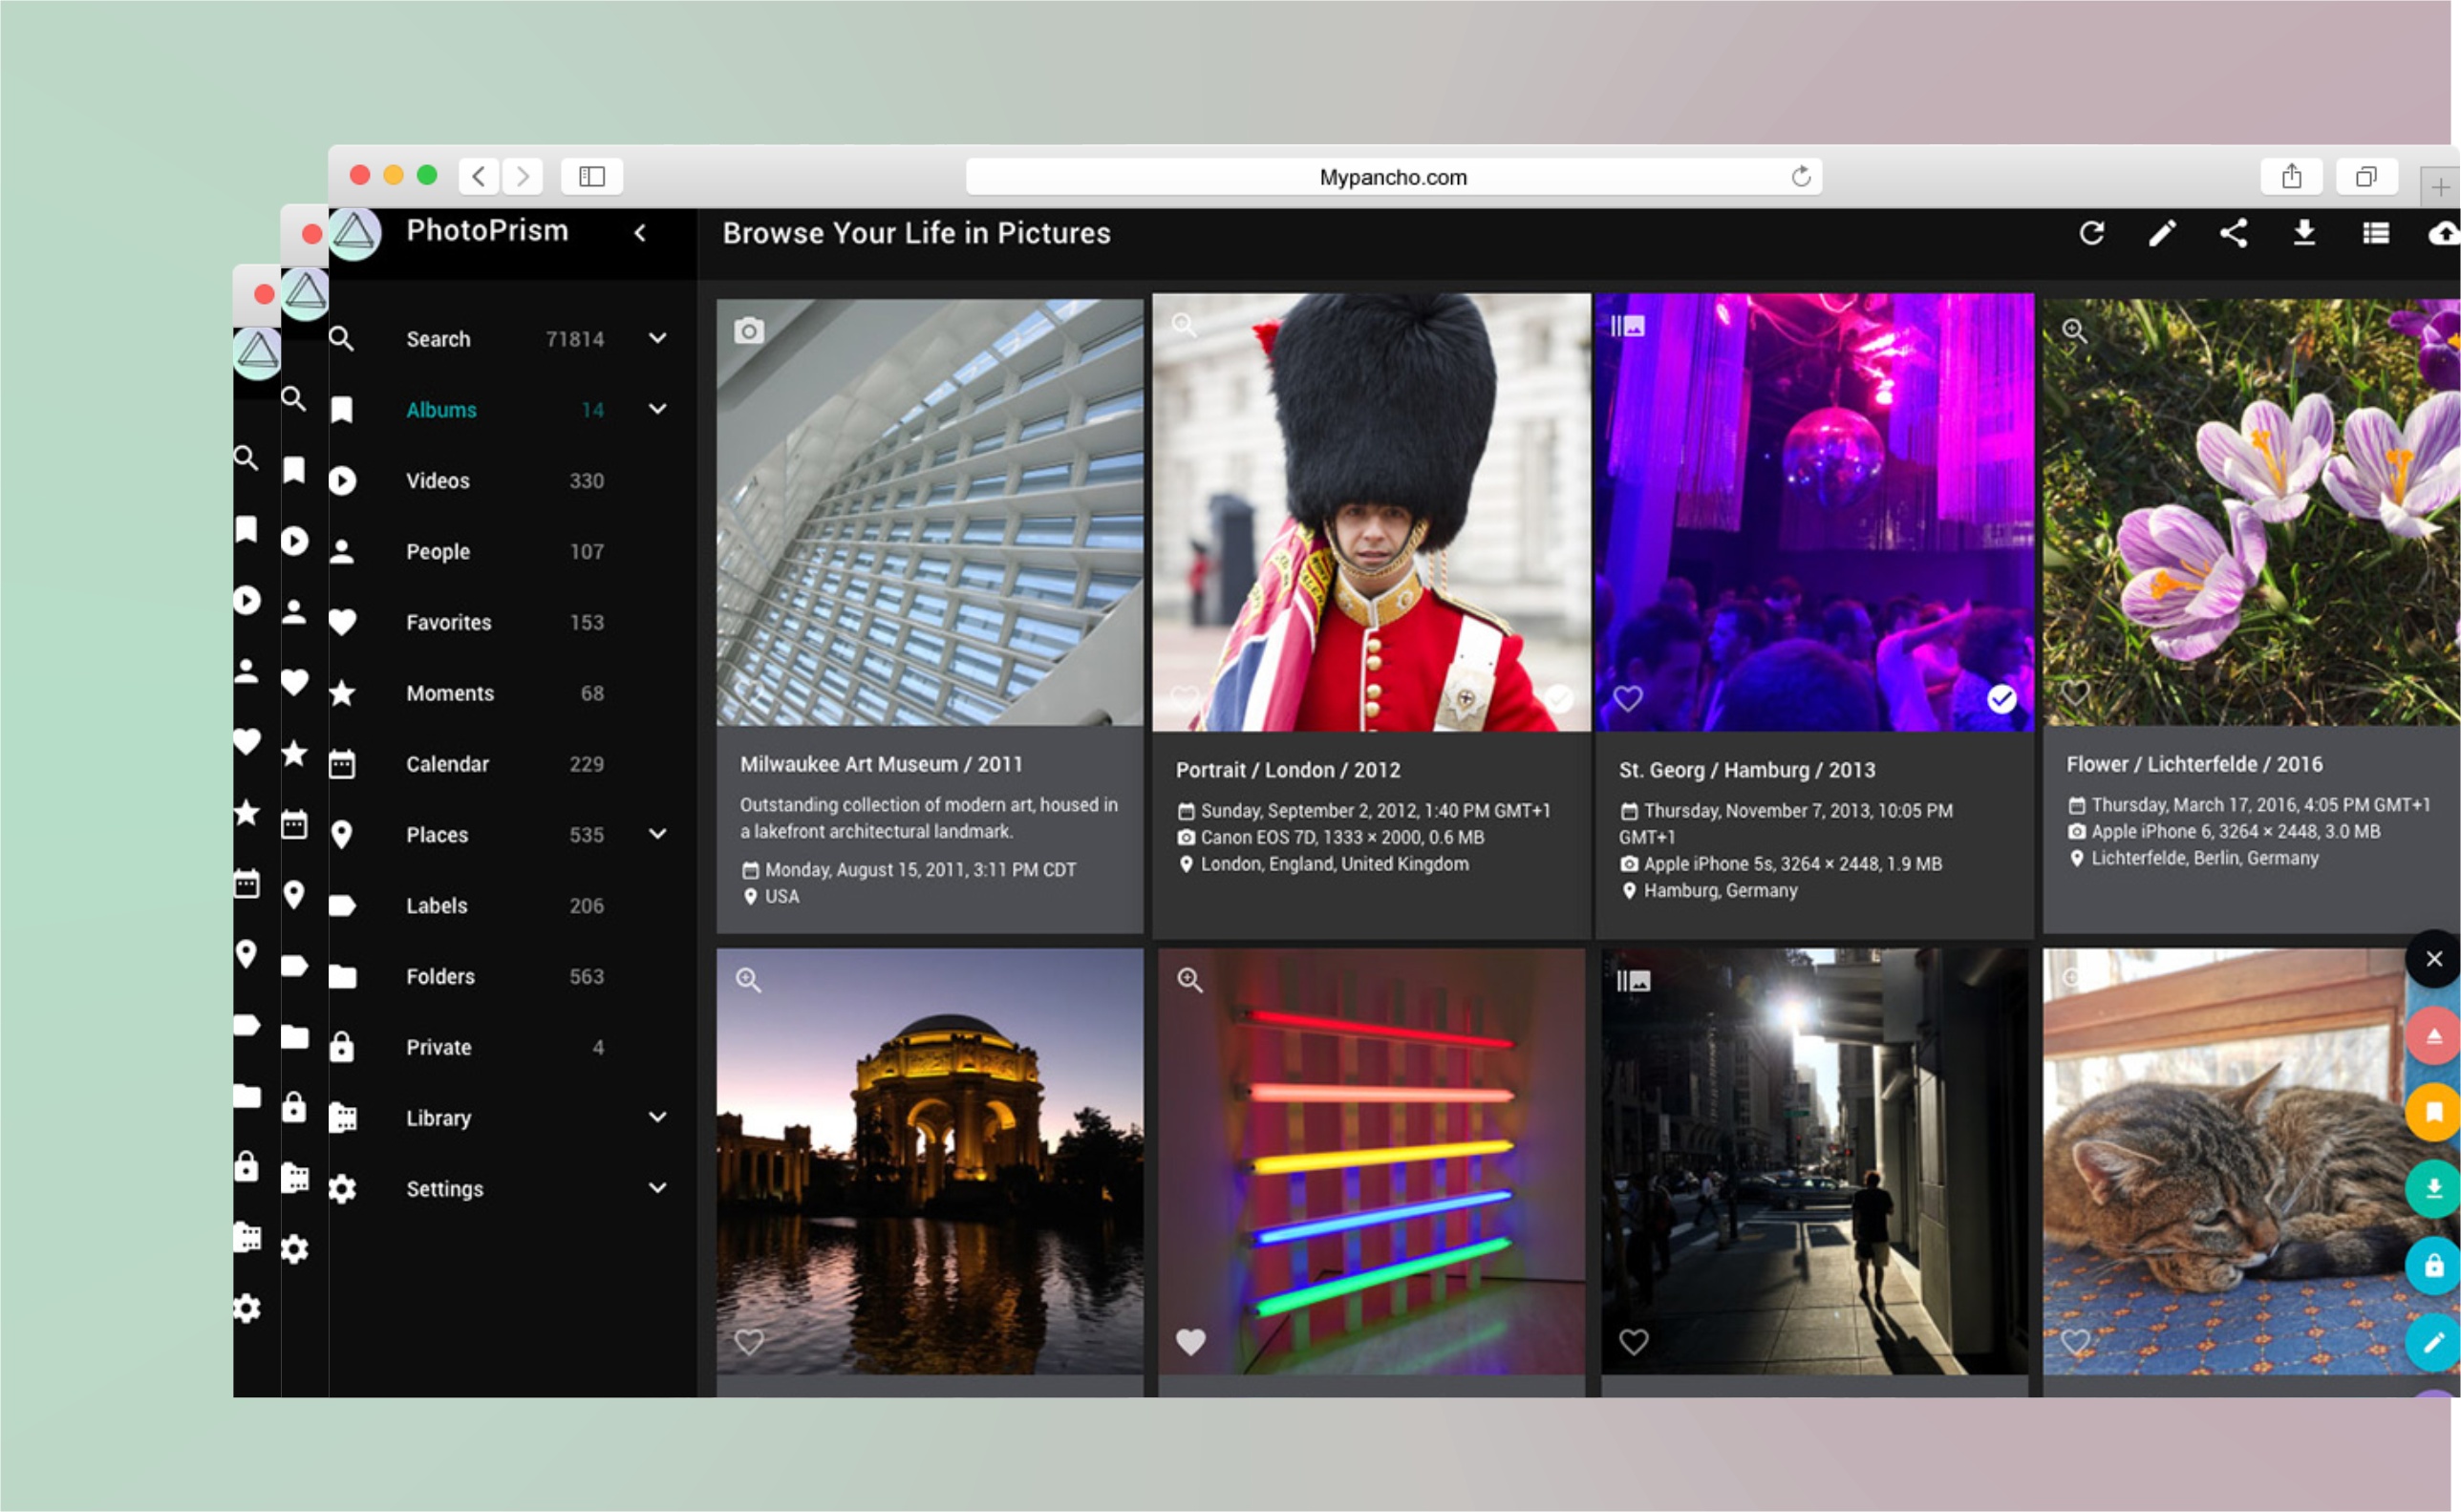 Mypancho.com
PhotoPrism
Browse Your Life in Pictures
Search 71814
Albums 14
Videos 330
People 107
Favorites 153
Moments 68
Calendar 229
Places 535
Labels 206
Folders 563
Private 4
Library
Settings
Milwaukee Art Museum / 2011
Outstanding collection of modern art, housed in
a lakefront architectural landmark.
Monday, August 15, 2011, 3:11 PM CDT
USA
Portrait / London / 2012
Sunday, September 2, 2012, 1:40 PM GMT+1
Canon EOS 7D, 1333 × 2000, 0.6 MB
London, England, United Kingdom
St. Georg / Hamburg / 2013
Thursday, November 7, 2013, 10:05 PM
GMT+1
Apple iPhone 5s, 3264 × 2448, 1.9 MB
Hamburg, Germany
Flower / Lichterfelde / 2016
Thursday, March 17, 2016, 4:05 PM GMT+1
Apple iPhone 6, 3264 × 2448, 3.0 MB
Lichterfelde, Berlin, Germany